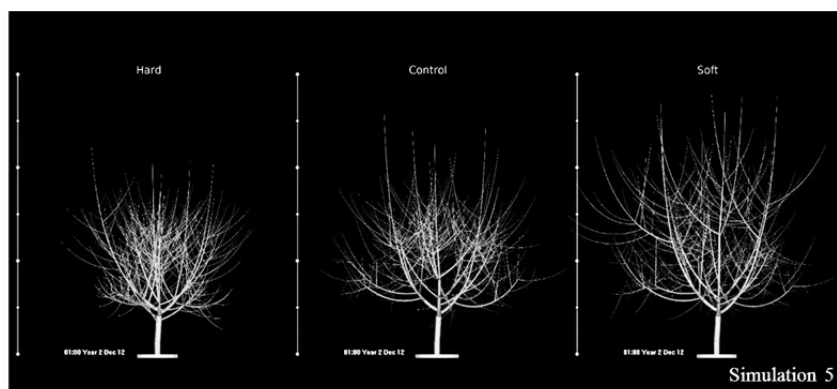 Hard
Control
Soft
01:00 Year 2 Dec 12
01:00 Year 2 Dec 12
01:00 Year 2 Dec 12
Simulation 5